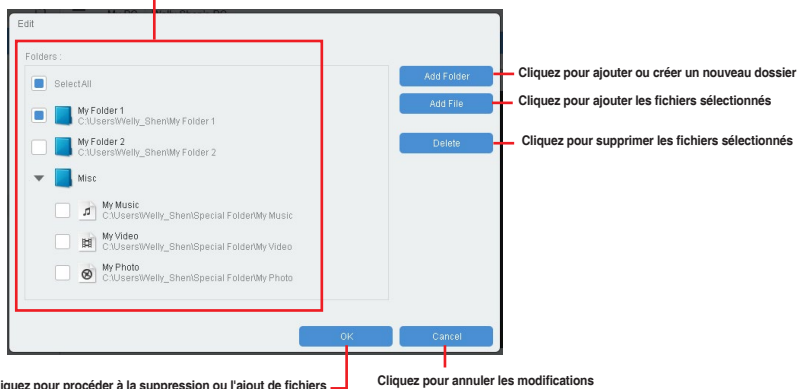 Edit
Folders :
SelectAll
My Folder 1
C:\Users\Welly_Shen\My Folder 1
My Folder 2
C:\Users\Welly_Shen\My Folder 2
Misc
My Music
C:\Users\Welly_Shen\Special Folder\My Music
My Video
C:\Users\Welly_Shen\Special Folder\My Video
My Photo
C:\Users\Welly_Shen\Special Folder\My Photo
Add Folder
Cliquez pour ajouter ou créer un nouveau dossier
Add File
Cliquez pour ajouter les fichiers sélectionnés
Delete
Cliquez pour supprimer les fichiers sélectionnés
OK
Cancel
iquez pour procéder à la suppression ou l'ajout de fichiers
Cliquez pour annuler les modifications